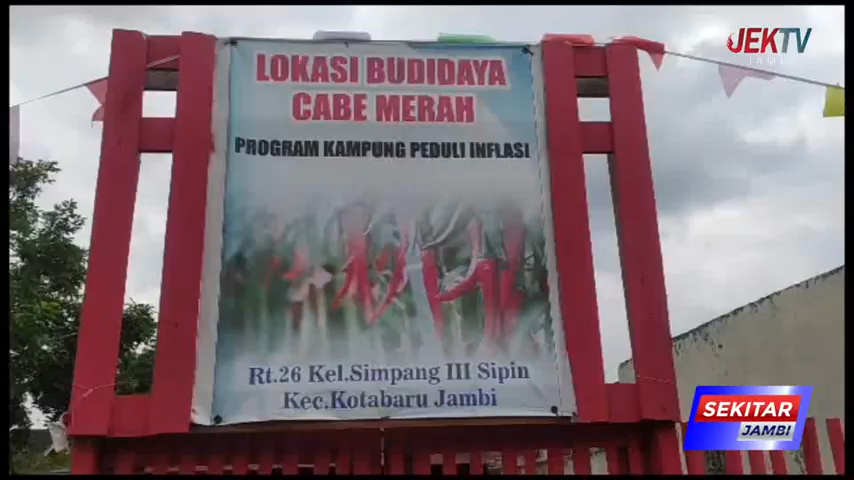 JEKTV
JAMBI
LOKASI BUDIDAYA
CABE MERAH
PROGRAM KAMPUNG PEDULI INFLASI
Rt.26 Kel.Simpang III Sipin
Kec.Kotabaru Jambi
SEKITAR
JAMBI